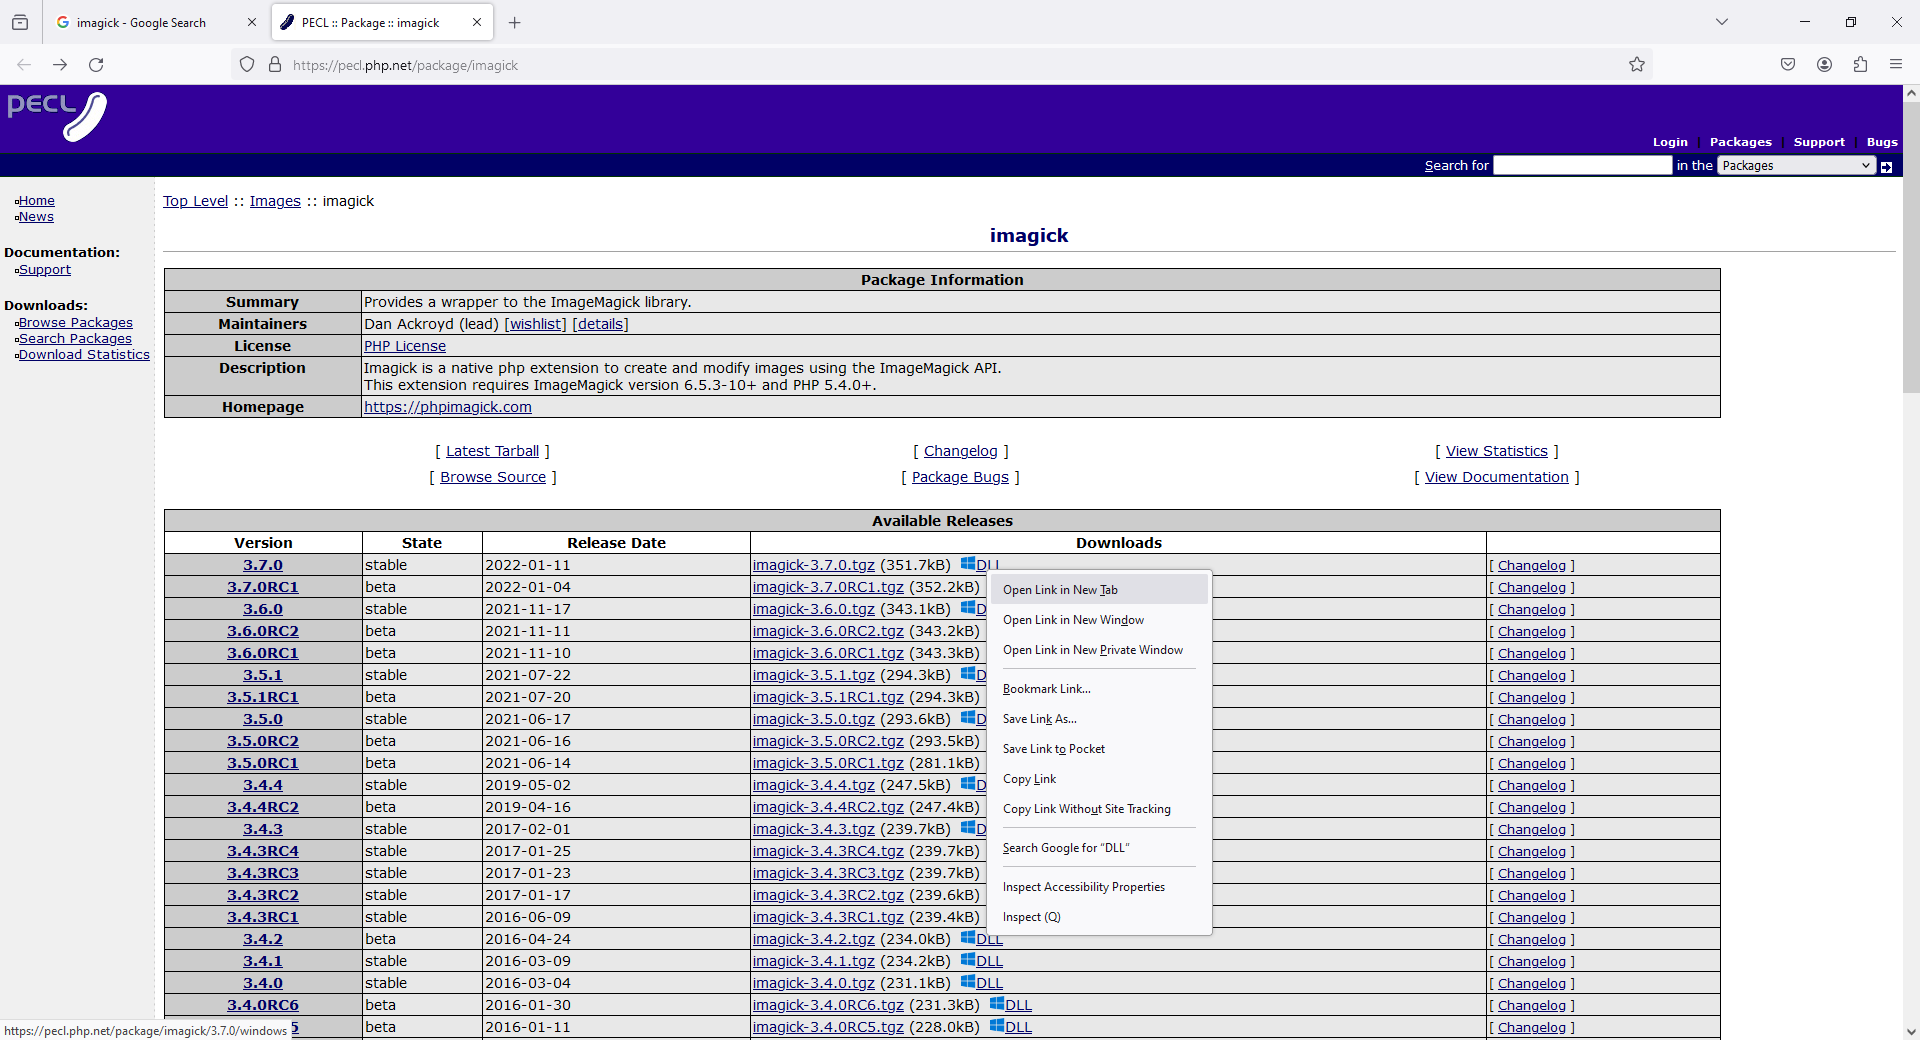 imagick - Google Search
PECL :: Package :: imagick
https://pecl.php.net/package/imagick
PECL
Login | Packages | Support | Bugs
Search for in the Packages
Home
News
Documentation:
Support
Downloads:
Browse Packages
Search Packages
Download Statistics
Top Level :: Images :: imagick
imagick
Package Information
Summary Provides a wrapper to the ImageMagick library.
Maintainers Dan Ackroyd (lead) [wishlist] [details]
License PHP License
Description Imagick is a native php extension to create and modify images using the ImageMagick API.
This extension requires ImageMagick version 6.5.3-10+ and PHP 5.4.0+.
Homepage https://phpimagick.com
[ Latest Tarball ] [ Changelog ] [ View Statistics ]
[ Browse Source ] [ Package Bugs ] [ View Documentation ]
Available Releases
Version State Release Date Downloads
3.7.0 stable 2022-01-11 imagick-3.7.0.tgz (351.7kB) DLL [ Changelog ]
3.7.0RC1 beta 2022-01-04 imagick-3.7.0RC1.tgz (352.2kB) [ Changelog ]
3.6.0 stable 2021-11-17 imagick-3.6.0.tgz (343.1kB) D [ Changelog ]
3.6.0RC2 beta 2021-11-11 imagick-3.6.0RC2.tgz (343.2kB) [ Changelog ]
3.6.0RC1 beta 2021-11-10 imagick-3.6.0RC1.tgz (343.3kB) [ Changelog ]
3.5.1 stable 2021-07-22 imagick-3.5.1.tgz (294.3kB) D [ Changelog ]
3.5.1RC1 beta 2021-07-20 imagick-3.5.1RC1.tgz (294.3kB) [ Changelog ]
3.5.0 stable 2021-06-17 imagick-3.5.0.tgz (293.6kB) D [ Changelog ]
3.5.0RC2 beta 2021-06-16 imagick-3.5.0RC2.tgz (293.5kB) [ Changelog ]
3.5.0RC1 beta 2021-06-14 imagick-3.5.0RC1.tgz (281.1kB) [ Changelog ]
3.4.4 stable 2019-05-02 imagick-3.4.4.tgz (247.5kB) D [ Changelog ]
3.4.4RC2 beta 2019-04-16 imagick-3.4.4RC2.tgz (247.4kB) [ Changelog ]
3.4.3 stable 2017-02-01 imagick-3.4.3.tgz (239.7kB) D [ Changelog ]
3.4.3RC4 stable 2017-01-25 imagick-3.4.3RC4.tgz (239.7kB) [ Changelog ]
3.4.3RC3 stable 2017-01-23 imagick-3.4.3RC3.tgz (239.7kB) [ Changelog ]
3.4.3RC2 stable 2017-01-17 imagick-3.4.3RC2.tgz (239.6kB) [ Changelog ]
3.4.3RC1 stable 2016-06-09 imagick-3.4.3RC1.tgz (239.4kB) [ Changelog ]
3.4.2 beta 2016-04-24 imagick-3.4.2.tgz (234.0kB) DLL [ Changelog ]
3.4.1 stable 2016-03-09 imagick-3.4.1.tgz (234.2kB) DLL [ Changelog ]
3.4.0 stable 2016-03-04 imagick-3.4.0.tgz (231.1kB) DLL [ Changelog ]
3.4.0RC6 beta 2016-01-30 imagick-3.4.0RC6.tgz (231.3kB) DLL [ Changelog ]
5 beta 2016-01-11 imagick-3.4.0RC5.tgz (228.0kB) DLL [ Changelog ]
Open Link in New Tab
Open Link in New Window
Open Link in New Private Window
Bookmark Link...
Save Link As...
Save Link to Pocket
Copy Link
Copy Link Without Site Tracking
Search Google for “DLL”
Inspect Accessibility Properties
Inspect (Q)
https://pecl.php.net/package/imagick/3.7.0/windows